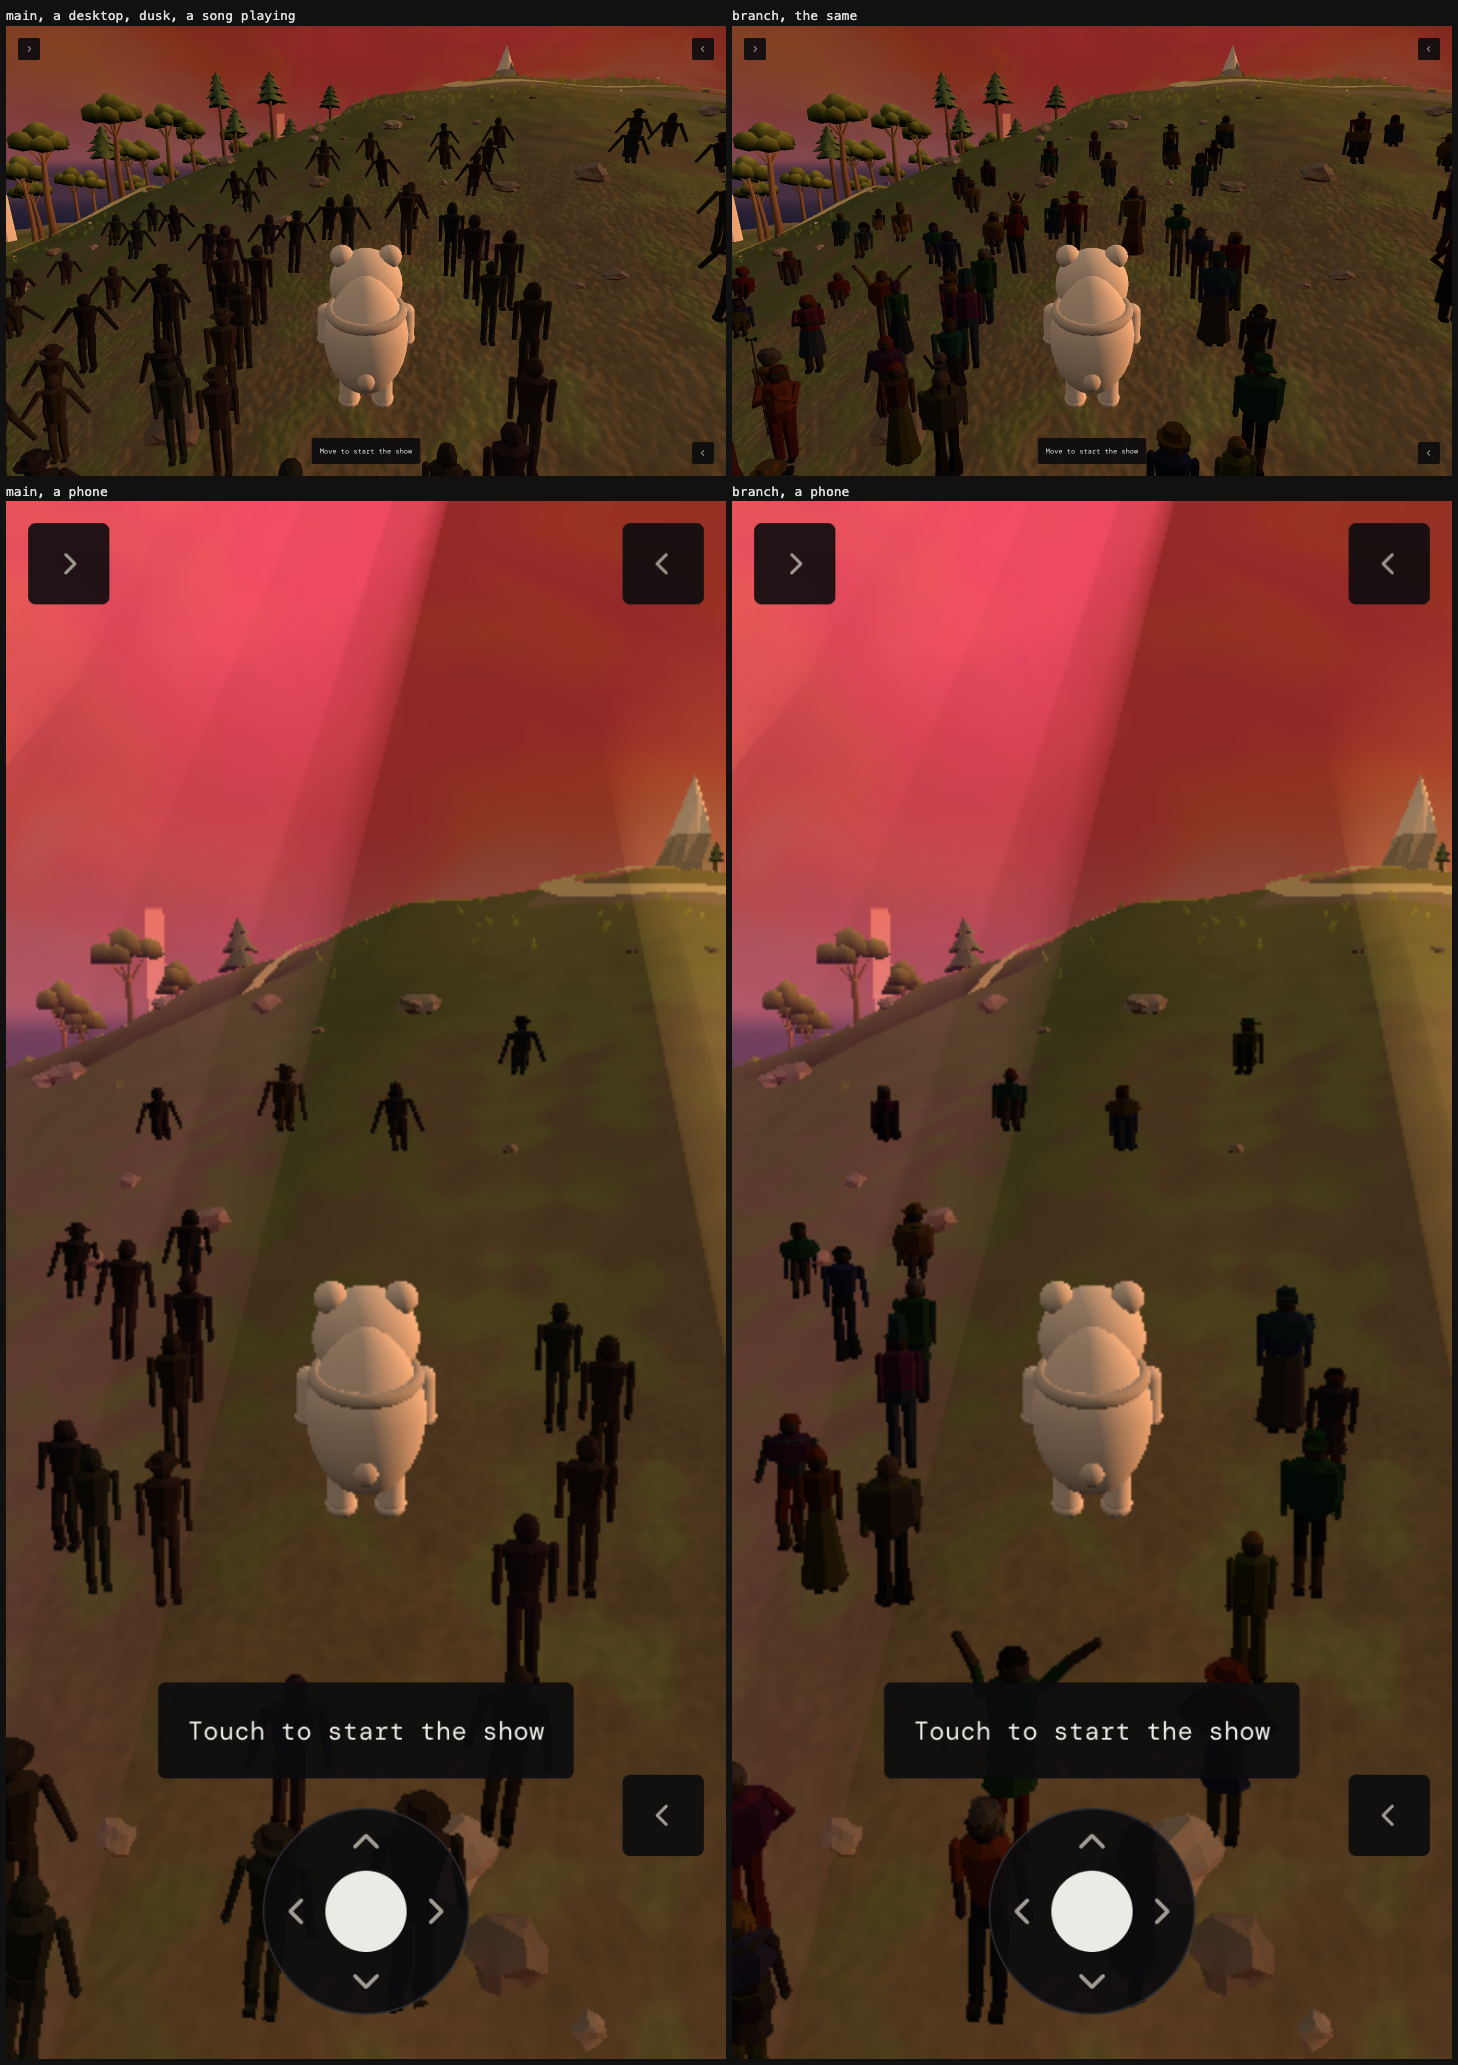 main, a desktop, dusk, a song playing
branch, the same
Move to start the show
Move to start the show
main, a phone
branch, a phone
Touch to start the show
Touch to start the show